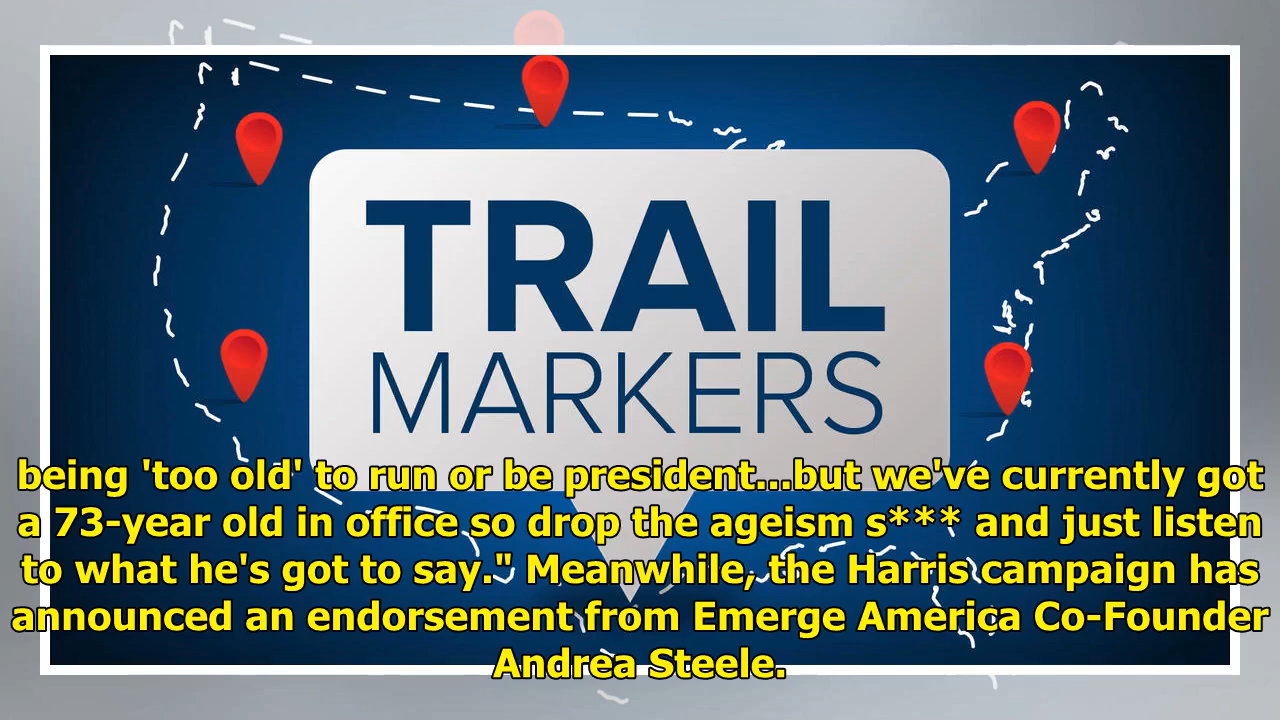 TRAIL
MARKERS
being 'too old' to run or be president...but we've currently got
a 73-year old in office so drop the ageism s*** and just listen
to what he's got to say." Meanwhile, the Harris campaign has
announced an endorsement from Emerge America Co-Founder
Andrea Steele.